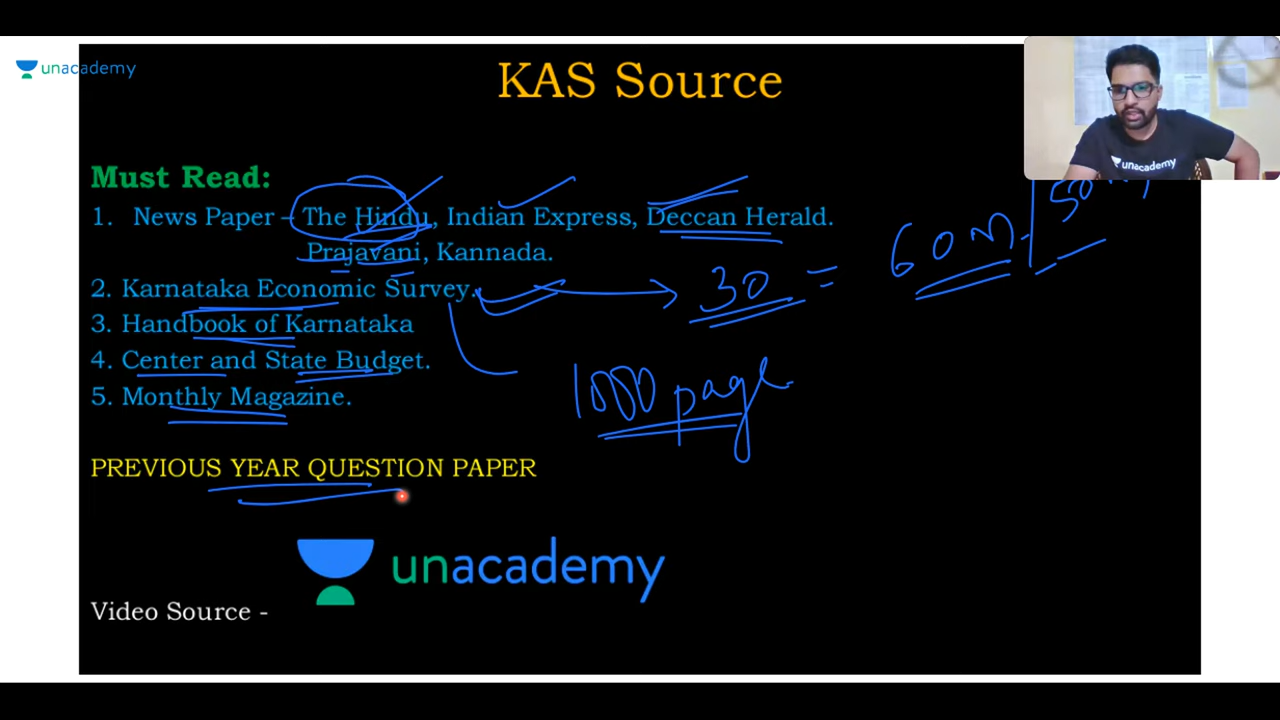 unacademy
KAS Source
unacademy
Must Read:
1. News Paper – The Hindu, Indian Express, Deccan Herald.
Prajavani, Kannada.
60 M /
2. Karnataka Economic Survey.
30 =
3. Handbook of Karnataka
4. Center and State Budget.
1000 page
5. Monthly Magazine.
PREVIOUS YEAR QUESTION PAPER
unacademy
Video Source -